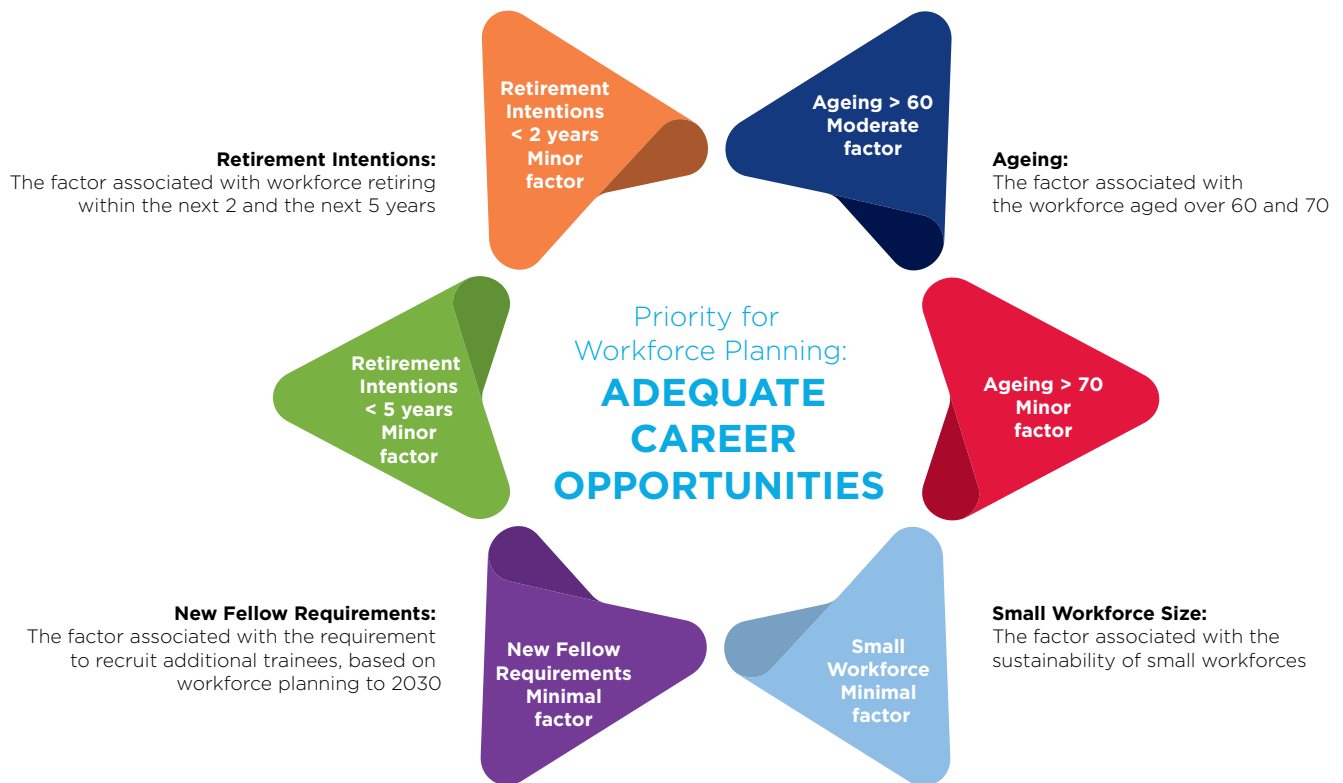 Retirement
Intentions
< 2 years
Minor
factor
Ageing > 60
Moderate
factor
Retirement Intentions:
The factor associated with workforce retiring
within the next 2 and the next 5 years
Ageing:
The factor associated with
the workforce aged over 60 and 70
Retirement
Intentions
< 5 years
Minor
factor
Priority for
Workforce Planning:
ADEQUATE
CAREER
OPPORTUNITIES
Ageing > 70
Minor
factor
New Fellow Requirements:
The factor associated with the requirement
to recruit additional trainees, based on
workforce planning to 2030
New Fellow
Requirements
Minimal
factor
Small
Workforce
Minimal
factor
Small Workforce Size:
The factor associated with the
sustainability of small workforces